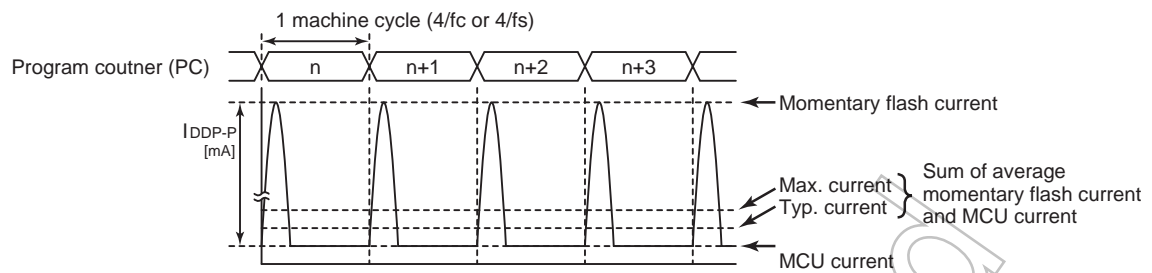 1 machine cycle (4/fc or 4/fs)
Program coutner (PC)
n
n+1
n+2
n+3
Momentary flash current
I DDP-P
[mA]
Max. current
Typ. current
Sum of average
momentary flash current
and MCU current
MCU current